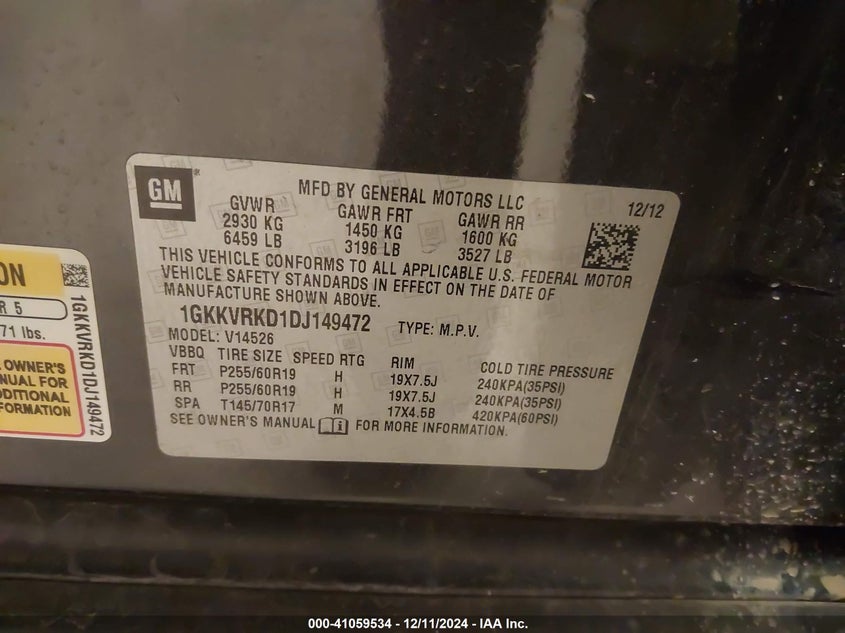 GM
MFD BY GENERAL MOTORS LLC
12/12
GVWR GAWR FRT GAWR RR
2930 KG 1450 KG 1600 KG
6459 LB 3196 LB 3527 LB
THIS VEHICLE CONFORMS TO ALL APPLICABLE U.S. FEDERAL MOTOR
VEHICLE SAFETY STANDARDS IN EFFECT ON THE DATE OF
MANUFACTURE SHOWN ABOVE.
1GKKVRKD1DJ149472 TYPE: M.P.V.
MODEL: V14526
VBBQ TIRE SIZE SPEED RTG RIM COLD TIRE PRESSURE
FRT P255/60R19 H 19X7.5J 240KPA(35PSI)
RR P255/60R19 H 19X7.5J 240KPA(35PSI)
SPA T145/70R17 M 17X4.5B 420KPA(60PSI)
SEE OWNER'S MANUAL FOR MORE INFORMATION.
ON
R 5
71 lbs.
OWNER'S
MANUAL FOR
ADDITIONAL
INFORMATION
1GKKVRKD1DJ149472
000-41059534 - 12/11/2024 - IAA Inc.